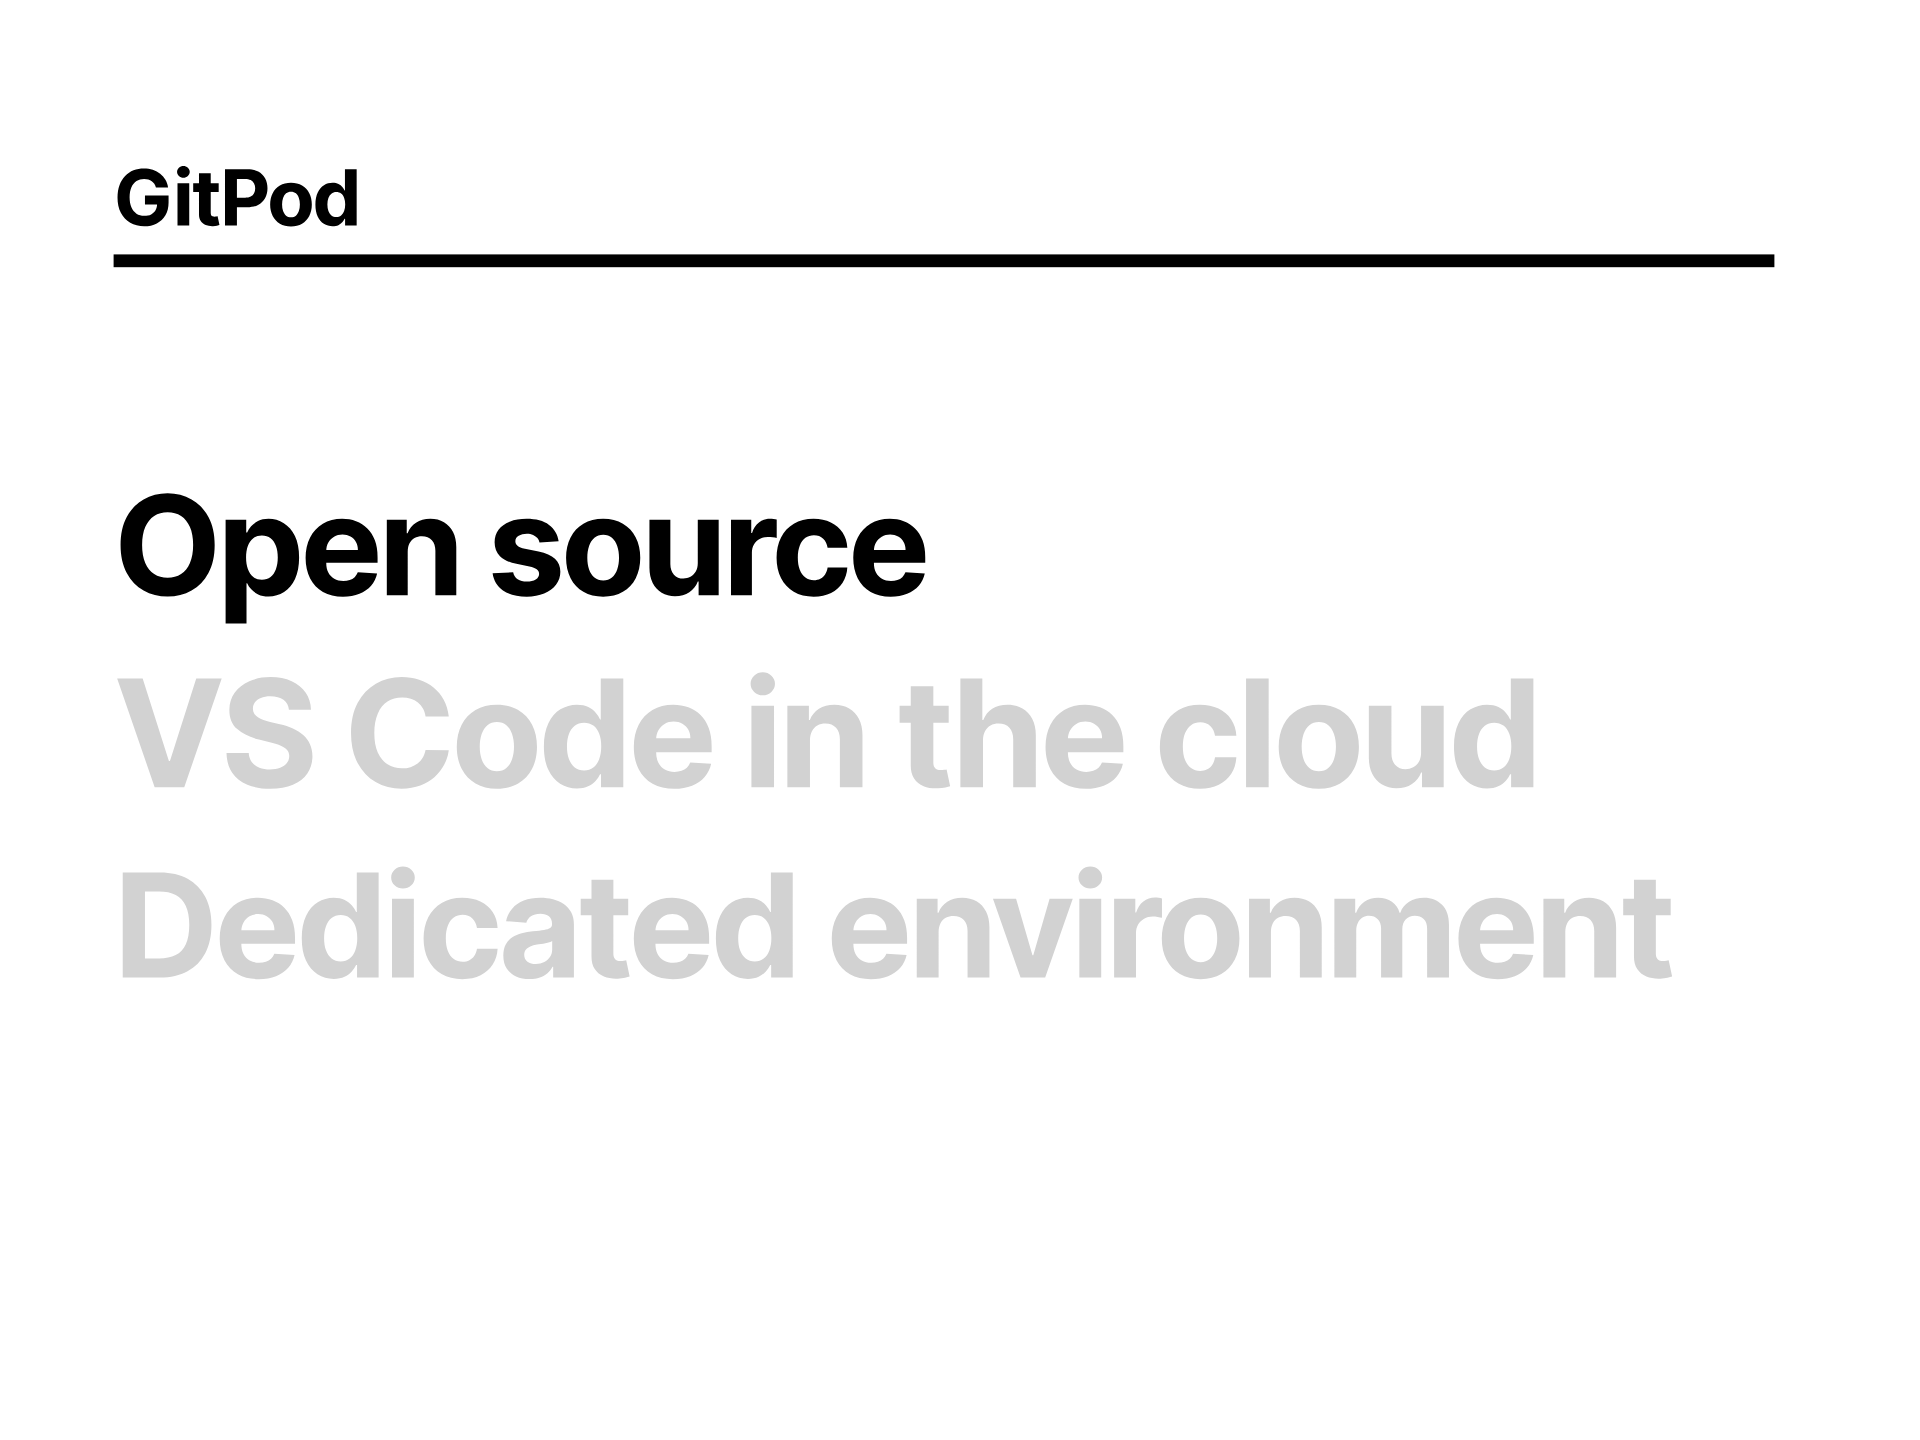 GitPod
Open source
VS Code in the cloud
Dedicated environment